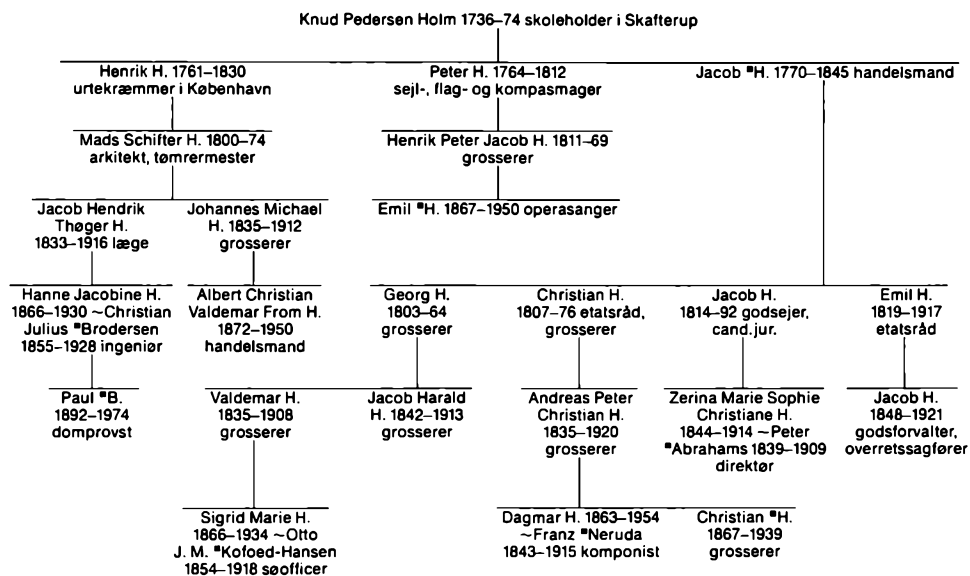 Knud Pedersen Holm 1736–74 skoleholder i Skafterup
Henrik H. 1761–1830
urtekræmmer i København
Peter H. 1764–1812
sejl-, flag- og kompasmager
Jacob *H. 1770–1845 handelsmand
Mads Schifter H. 1800–74
arkitekt, tømrermester
Henrik Peter Jacob H. 1811–69
grosserer
Jacob Hendrik
Thøger H.
1833–1916 læge
Johannes Michael
H. 1835–1912
grosserer
Emil *H. 1867–1950 operasanger
Hanne Jacobine H.
1866–1930 ~Christian
Julius *Brodersen
1855–1928 ingeniør
Albert Christian
Valdemar From H.
1872–1950
handelsmand
Georg H.
1803–64
grosserer
Christian H.
1807–76 etatsråd,
grosserer
Jacob H.
1814–92 godsejer,
cand.jur.
Emil H.
1819–1917
etatsråd
Paul *B.
1892–1974
domprovst
Valdemar H.
1835–1908
grosserer
Jacob Harald
H. 1842–1913
grosserer
Andreas Peter
Christian H.
1835–1920
grosserer
Zerina Marie Sophie
Christiane H.
1844–1914 ~Peter
*Abrahams 1839–1909
direktør
Jacob H.
1848–1921
godsforvalter,
overretssagfører
Sigrid Marie H.
1866–1934 ~Otto
J. M. *Kofoed-Hansen
1854–1918 søofficer
Dagmar H. 1863–1954
~Franz *Neruda
1843–1915 komponist
Christian *H.
1867–1939
grosserer